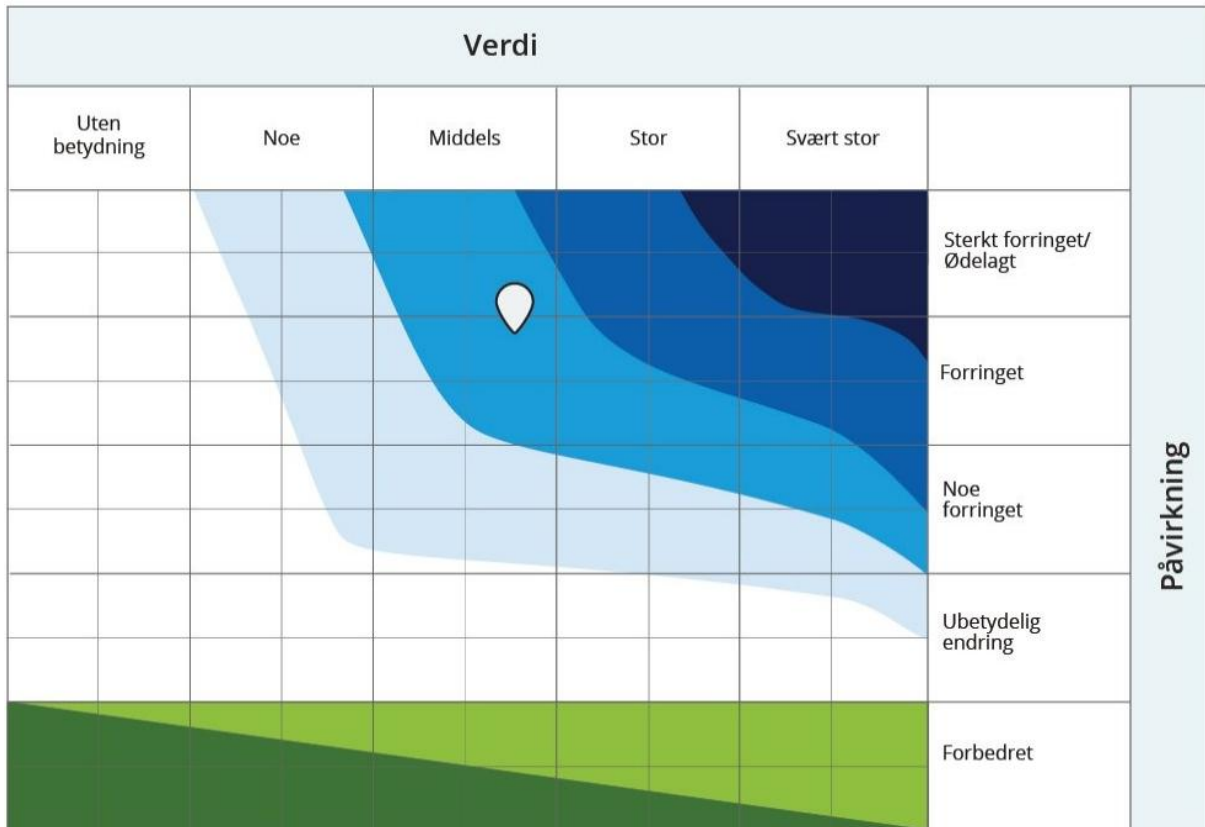 Verdi
Uten
betydning
Noe
Middels
Stor
Svært stor
Sterkt forringet/
Ødelagt
Forringet
Noe
forringet
Ubetydelig
endring
Forbedret
Påvirkning